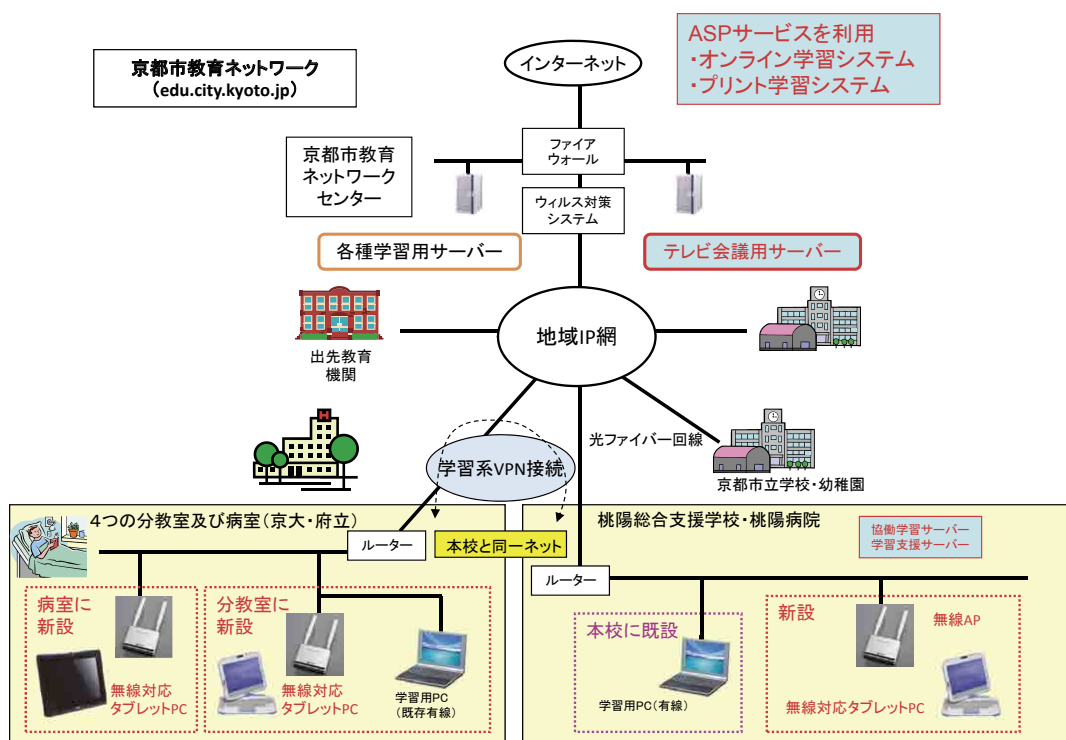 京都市教育ネットワーク
（edu.city.kyoto.jp）
インターネット
ASPサービスを利用
・オンライン学習システム
・プリント学習システム
京都市教育
ネットワーク
センター
ファイア
ウォール
ウィルス対策
システム
各種学習用サーバー
テレビ会議用サーバー
地域IP網
出先教育
機関
H
光ファイバー回線
京都市立学校・幼稚園
学習系VPN接続
４つの分教室及び病室（京大・府立）
ルーター
本校と同一ネット
病室に
新設
無線対応
タブレットPC
分教室に
新設
無線対応
タブレットPC
学習用PC
（既存有線）
桃陽総合支援学校・桃陽病院
協働学習サーバー
学習支援サーバー
ルーター
本校に既設
学習用PC（有線）
新設
無線AP
無線対応タブレットPC